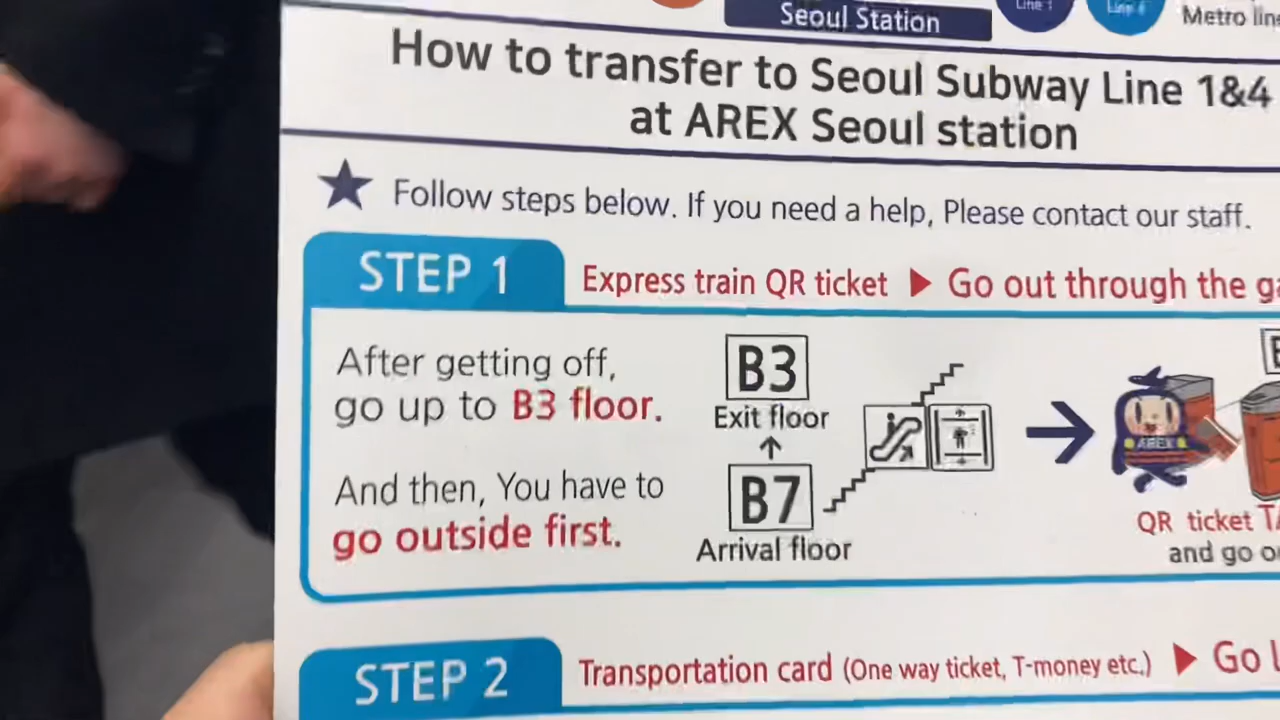 Seoul Station
Line 1
Line 4
Metro
How to transfer to Seoul Subway Line 1&4
at AREX Seoul station
Follow steps below. If you need a help, Please contact our staff.
STEP 1
Express train QR ticket ▶ Go out through the
After getting off,
go up to B3 floor.
And then, You have to
go outside first.
B3
Exit floor
B7
Arrival floor
AREX
QR ticket
and go
STEP 2
Transportation card (One way ticket, T-money etc.) ▶ Go